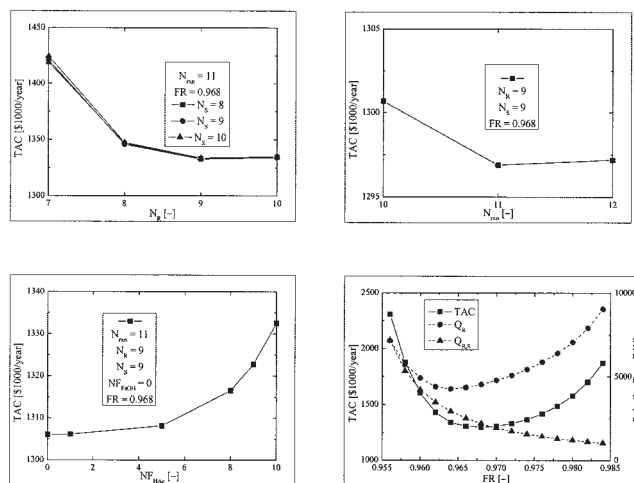 1450
1400
1350
1300
TAC [$1000/year]
N_rxn = 11
FR = 0.968
N_S = 8
N_S = 9
N_S = 10
7 8 9 10
N_R [–]
1305
1300
1295
TAC [$1000/year]
N_R = 9
N_S = 9
FR = 0.968
10 11 12
N_rxn [–]
1340
1330
1320
1310
1300
TAC [$1000/year]
N_rxn = 11
N_R = 9
N_S = 9
NF_EtOH = 0
FR = 0.968
0 2 4 6 8 10
NF_HAc [–]
2500
2000
1500
1000
TAC [$1000/year]
TAC
Q_R
Q_R,S
10000
5000
0
0.955 0.960 0.965 0.970 0.975 0.980 0.985
FR [–]